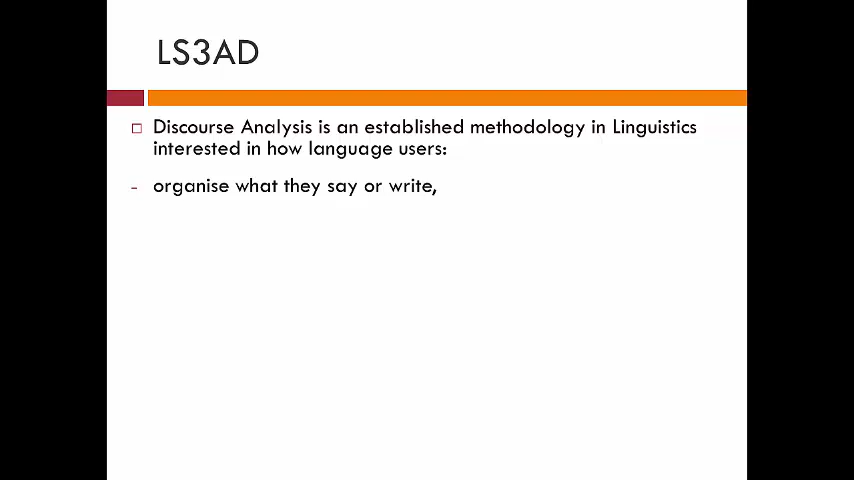 LS3AD
Discourse Analysis is an established methodology in Linguistics
interested in how language users:
- organise what they say or write,